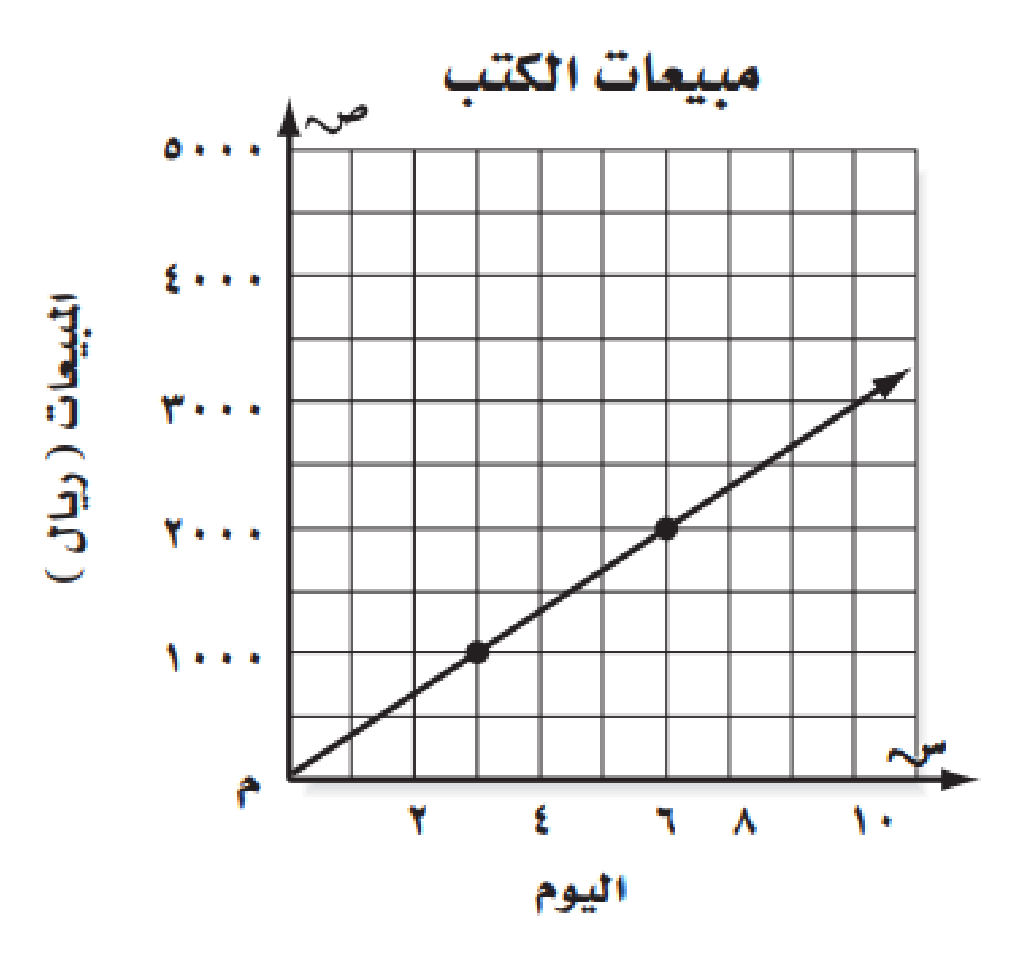 مبيعات الكتب
ص
٥٠٠٠
٤٠٠٠
٣٠٠٠
٢٠٠٠
١٠٠٠
م
المبيعات (ريال)
س
٢ ٤ ٦ ٨ ١٠
اليوم